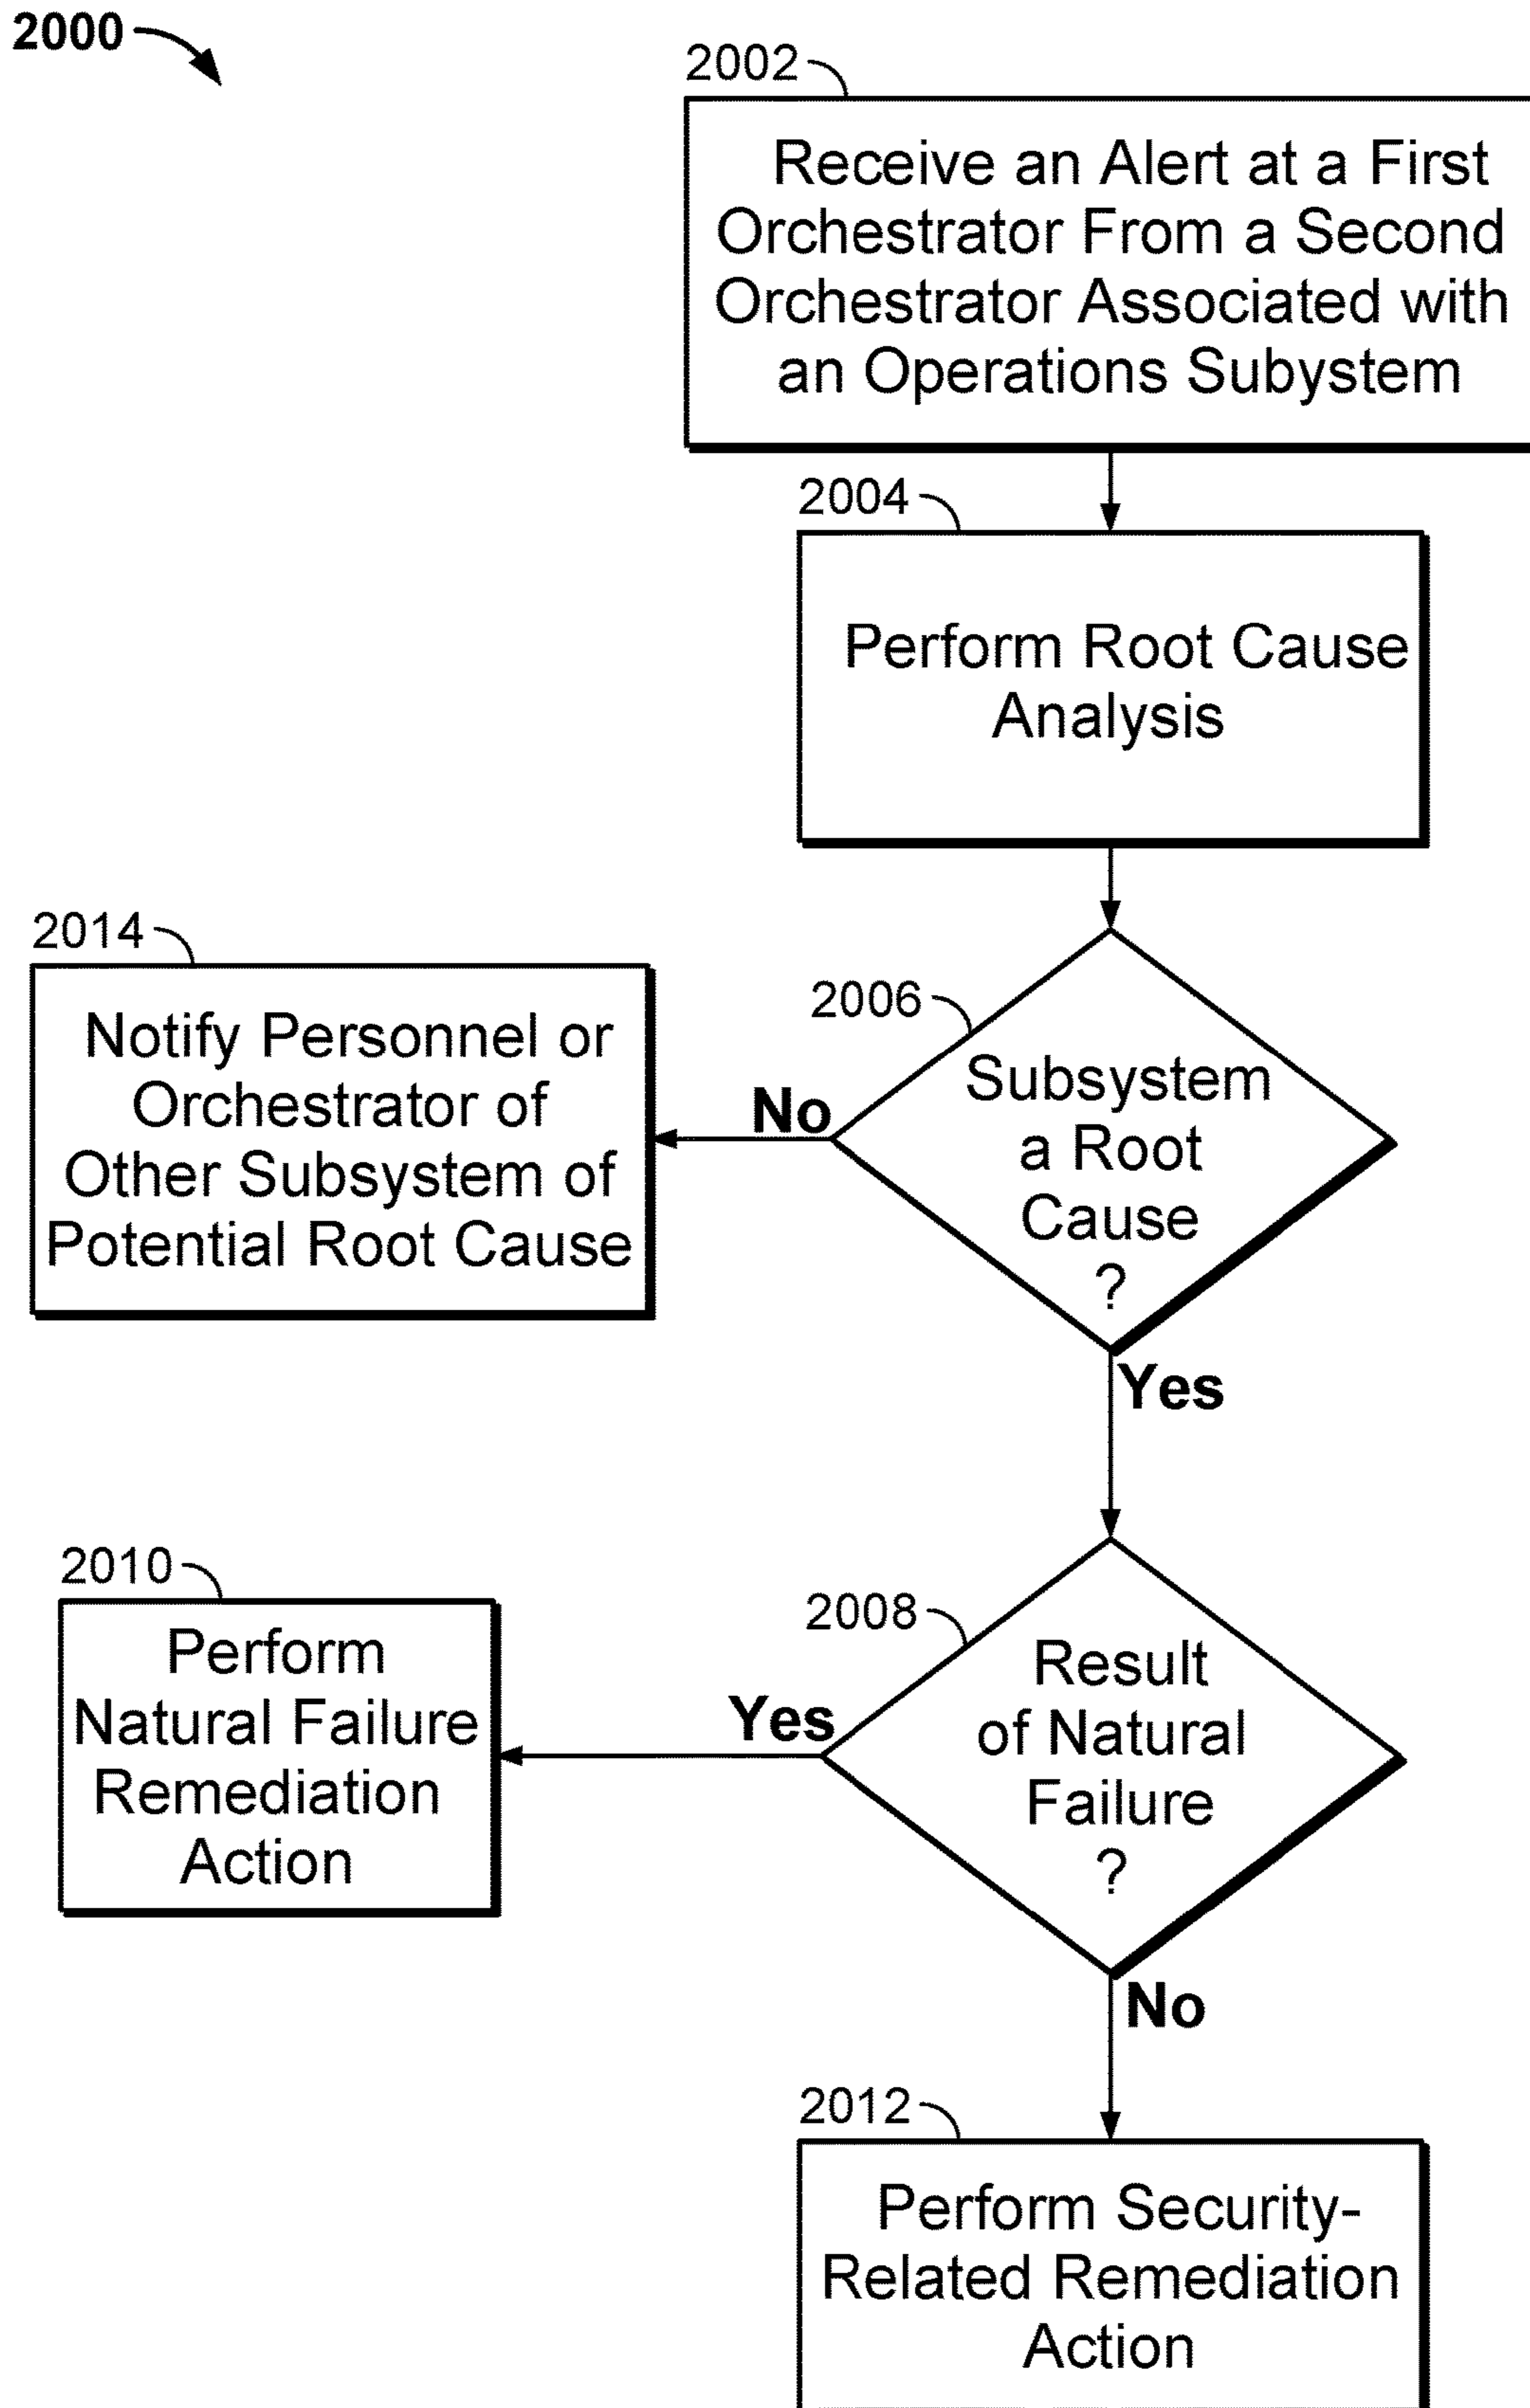 2000
2002
Receive an Alert at a First
Orchestrator From a Second
Orchestrator Associated with
an Operations Subystem
2004
Perform Root Cause
Analysis
2014
Notify Personnel or
Orchestrator of
Other Subsystem of
Potential Root Cause
No
2006
Subsystem
a Root
Cause
?
Yes
2010
Perform
Natural Failure
Remediation
Action
Yes
2008
Result
of Natural
Failure
?
No
2012
Perform Security-
Related Remediation
Action